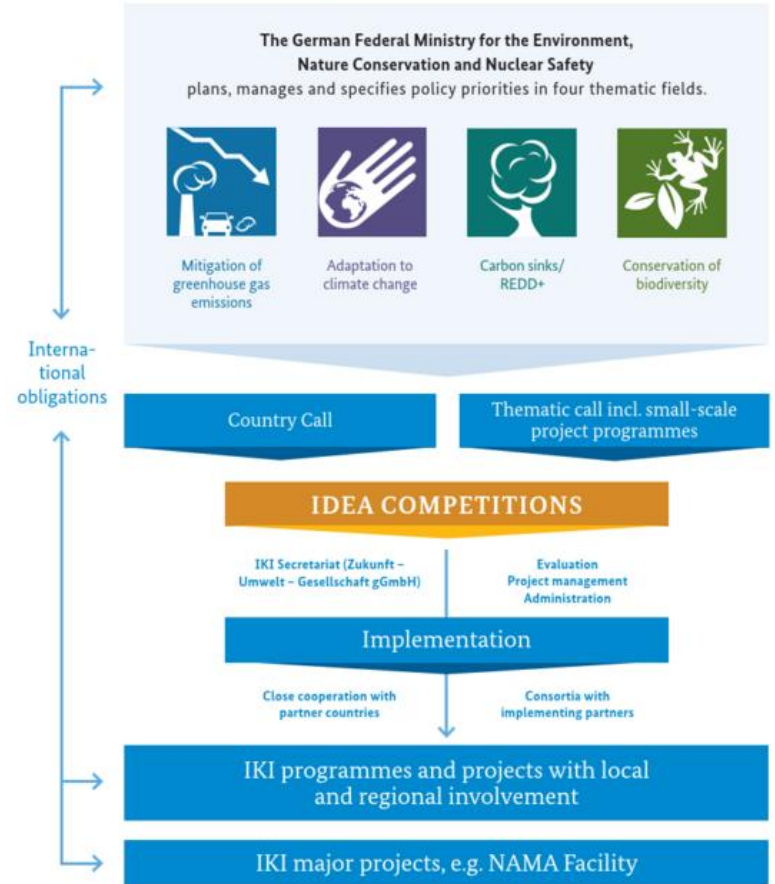 The German Federal Ministry for the Environment,
Nature Conservation and Nuclear Safety
plans, manages and specifies policy priorities in four thematic fields.
Mitigation of
greenhouse gas
emissions
Adaptation to
climate change
Carbon sinks/
REDD+
Conservation of
biodiversity
Interna-
tional
obligations
Country Call
Thematic call incl. small-scale
project programmes
IDEA COMPETITIONS
IKI Secretariat (Zukunft –
Umwelt – Gesellschaft gGmbH)
Evaluation
Project management
Administration
Implementation
Close cooperation with
partner countries
Consortia with
implementing partners
IKI programmes and projects with local
and regional involvement
IKI major projects, e.g. NAMA Facility